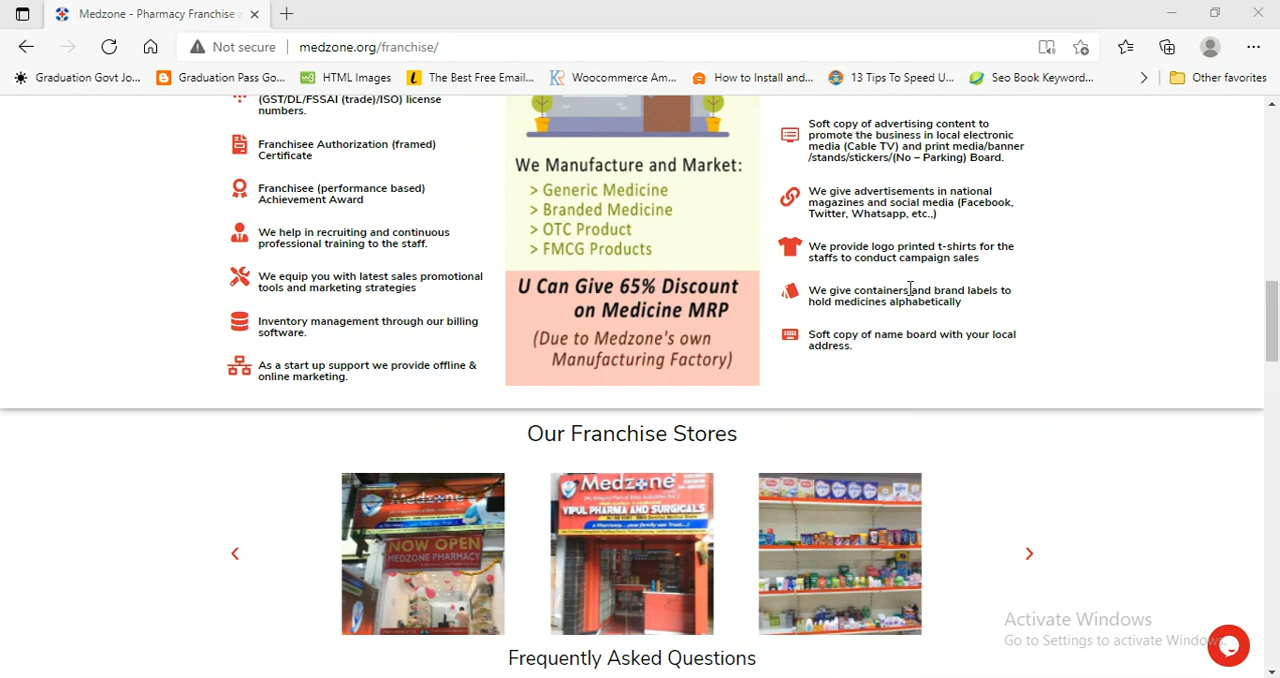 Medzone - Pharmacy Franchise a
Not secure
medzone.org/franchise/
Graduation Govt Jo...
Graduation Pass Go...
HTML Images
The Best Free Email...
Woocommerce Am...
How to Install and...
13 Tips To Speed U...
Seo Book Keyword...
Other favorites
(GST/DL/FSSAI (trade)/ISO) license
numbers.
Franchisee Authorization (framed)
Certificate
Franchisee (performance based)
Achievement Award
We help in recruiting and continuous
professional training to the staff.
We equip you with latest sales promotional
tools and marketing strategies
Inventory management through our billing
software.
As a start up support we provide offline &
online marketing.
We Manufacture and Market:
> Generic Medicine
> Branded Medicine
> OTC Product
> FMCG Products
U Can Give 65% Discount
on Medicine MRP
(Due to Medzone's own
Manufacturing Factory)
Soft copy of advertising content to
promote the business in local electronic
media (Cable TV) and print media/banner
/stands/stickers/(No – Parking) Board.
We give advertisements in national
magazines and social media (Facebook,
Twitter, Whatsapp, etc.,)
We provide logo printed t-shirts for the
staffs to conduct campaign sales
We give containers and brand labels to
hold medicines alphabetically
Soft copy of name board with your local
address.
Our Franchise Stores
Medzone
NOW OPEN
MEDZONE PHARMACY
Medzone
VIPUL PHARMA AND SURGICALS
Frequently Asked Questions
Activate Windows
Go to Settings to activate Windows.